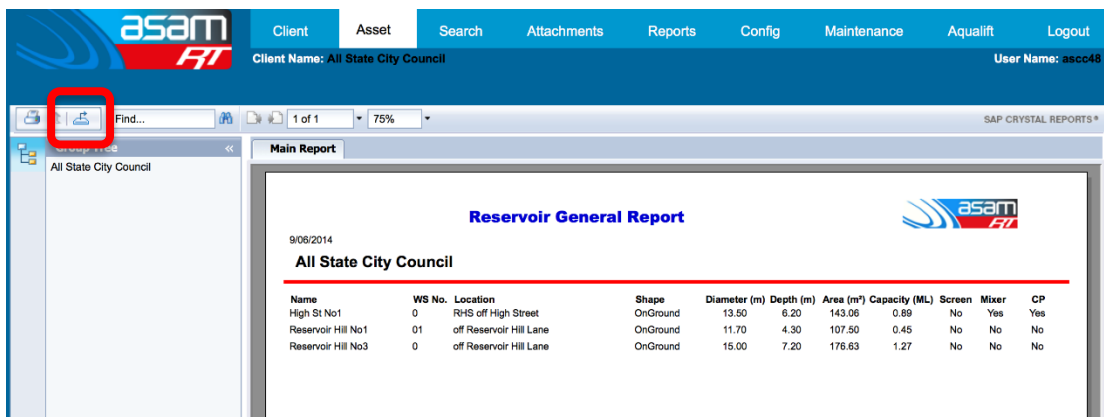 asam RT
Client Asset Search Attachments Reports Config Maintenance Aqualift Logout
Client Name: All State City Council User Name: ascc48
Find... 1 of 1 75% SAP CRYSTAL REPORTS®
Group Tree « Main Report
All State City Council
Reservoir General Report asam RT
9/06/2014
All State City Council
Name WS No. Location Shape Diameter (m) Depth (m) Area (m²) Capacity (ML) Screen Mixer CP
High St No1 0 RHS off High Street OnGround 13.50 6.20 143.06 0.89 No Yes Yes
Reservoir Hill No1 01 off Reservoir Hill Lane OnGround 11.70 4.30 107.50 0.45 No No No
Reservoir Hill No3 0 off Reservoir Hill Lane OnGround 15.00 7.20 176.63 1.27 No No No